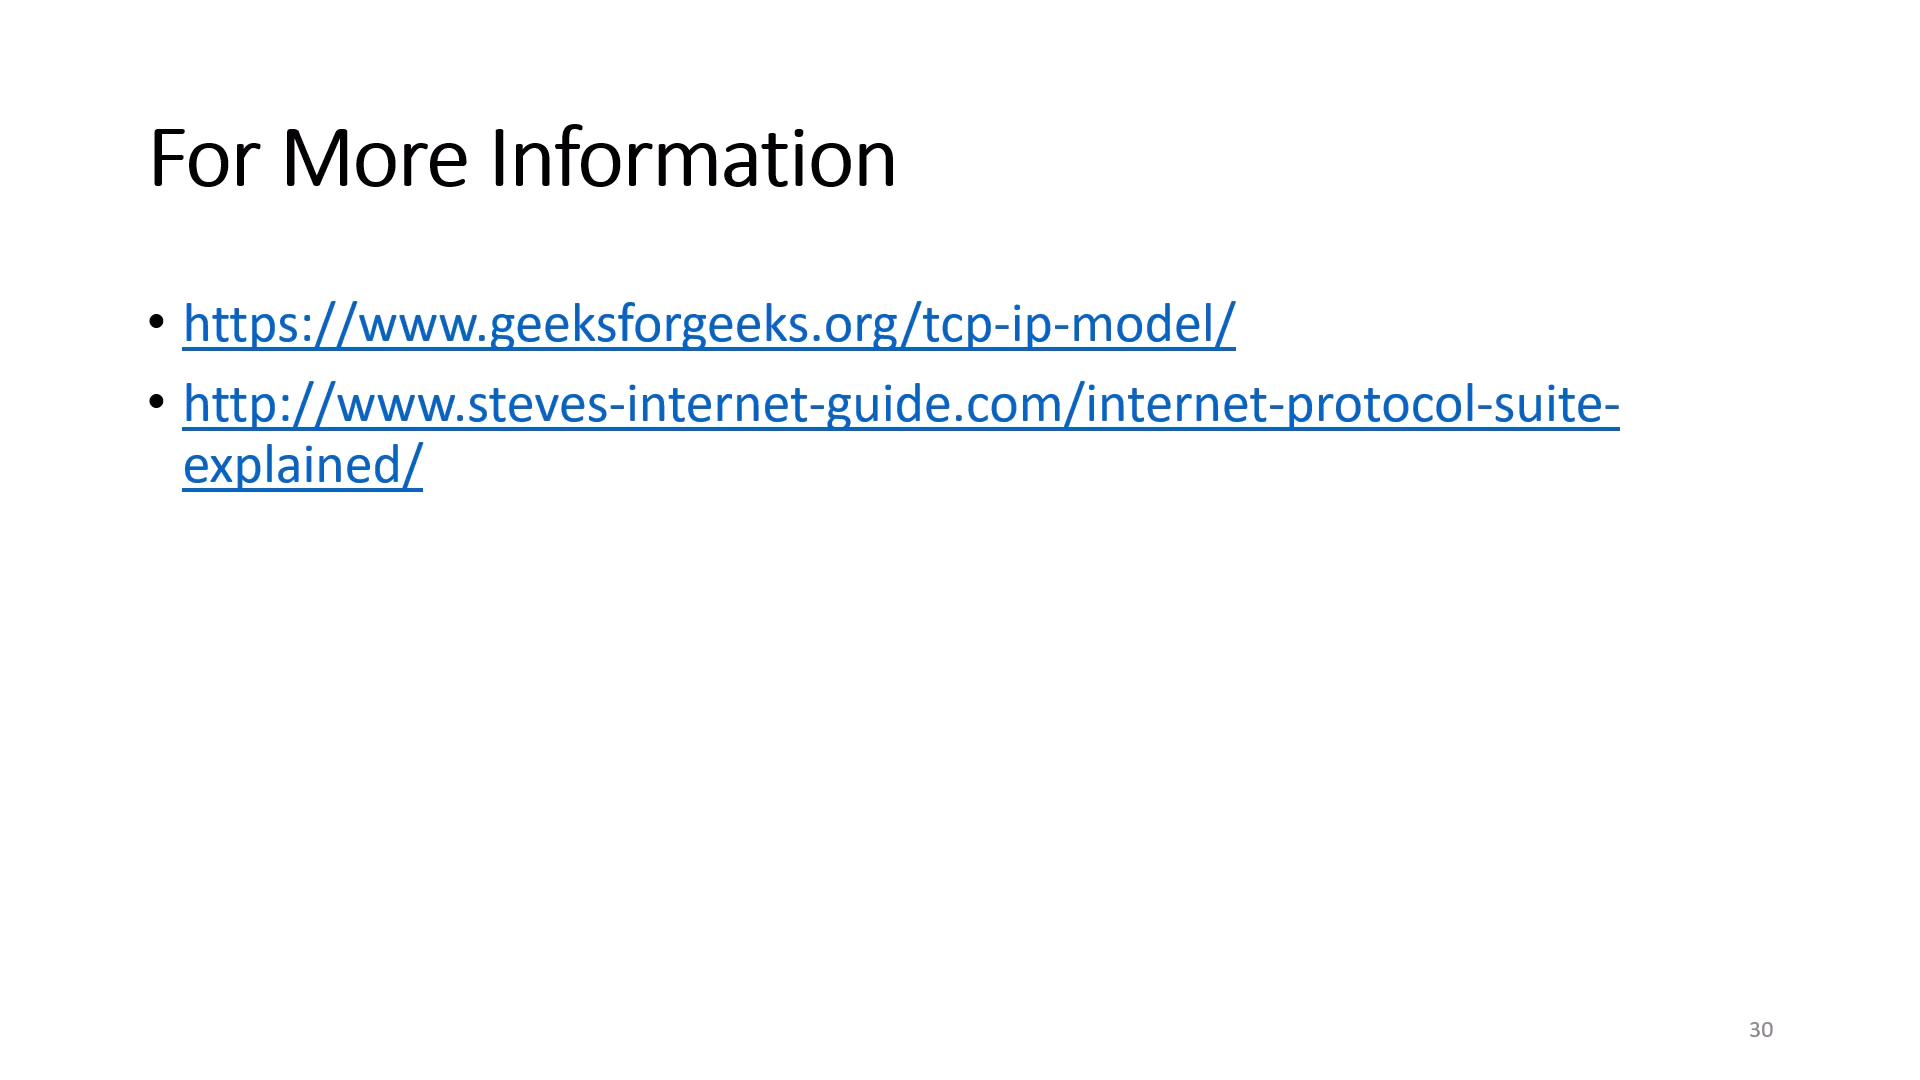 For More Information
• https://www.geeksforgeeks.org/tcp-ip-model/
• http://www.steves-internet-guide.com/internet-protocol-suite-
explained/
30